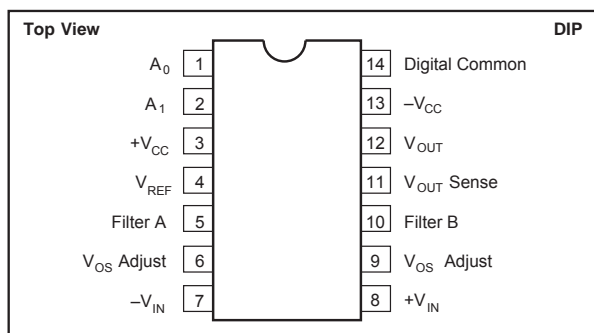 Top View DIP
A0 1 14 Digital Common
A1 2 13 –VCC
+VCC 3 12 VOUT
VREF 4 11 VOUT Sense
Filter A 5 10 Filter B
VOS Adjust 6 9 VOS Adjust
–VIN 7 8 +VIN